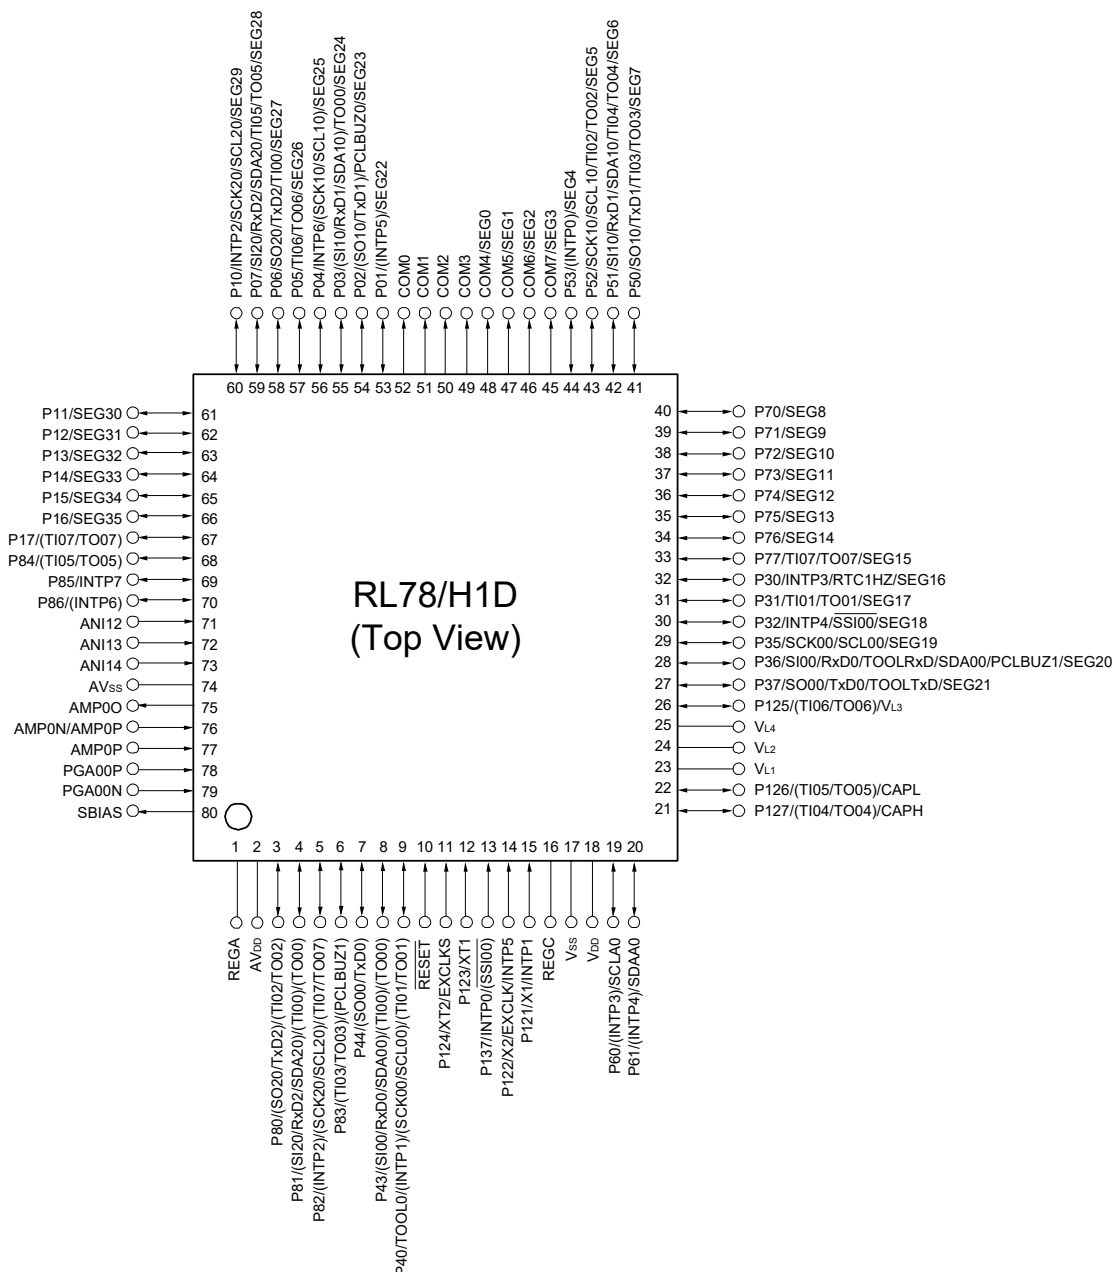 P10/INTP2/SCK20/SCL20/SEG29
P07/SI20/RxD2/SDA20/TI05/TO05/SEG28
P06/SO20/TxD2/TI00/SEG27
P05/TI06/TO06/SEG26
P04/INTP6/(SCK10/SCL10)/SEG25
P03/(SI10/RxD1/SDA10)/TO00/SEG24
P02/(SO10/TxD1)/PCLBUZ0/SEG23
P01/(INTP5)/SEG22
COM0
COM1
COM2
COM3
COM4/SEG0
COM5/SEG1
COM6/SEG2
COM7/SEG3
P53/(INTP0)/SEG4
P52/SCK10/SCL10/TI02/TO02/SEG5
P51/SI10/RxD1/SDA10/TI04/TO04/SEG6
P50/SO10/TxD1/TI03/TO03/SEG7
60 59 58 57 56 55 54 53 52 51 50 49 48 47 46 45 44 43 42 41
P11/SEG30 61
P12/SEG31 62
P13/SEG32 63
P14/SEG33 64
P15/SEG34 65
P16/SEG35 66
P17/(TI07/TO07) 67
P84/(TI05/TO05) 68
P85/INTP7 69
P86/(INTP6) 70
ANI12 71
ANI13 72
ANI14 73
AVSS 74
AMP0O 75
AMP0N/AMP0P 76
AMP0P 77
PGA00P 78
PGA00N 79
SBIAS 80
RL78/H1D
(Top View)
40 P70/SEG8
39 P71/SEG9
38 P72/SEG10
37 P73/SEG11
36 P74/SEG12
35 P75/SEG13
34 P76/SEG14
33 P77/TI07/TO07/SEG15
32 P30/INTP3/RTC1HZ/SEG16
31 P31/TI01/TO01/SEG17
30 P32/INTP4/SSI00/SEG18
29 P35/SCK00/SCL00/SEG19
28 P36/SI00/RxD0/TOOLRxD/SDA00/PCLBUZ1/SEG20
27 P37/SO00/TxD0/TOOLTxD/SEG21
26 P125/(TI06/TO06)/VL3
25 VL4
24 VL2
23 VL1
22 P126/(TI05/TO05)/CAPL
21 P127/(TI04/TO04)/CAPH
1 2 3 4 5 6 7 8 9 10 11 12 13 14 15 16 17 18 19 20
REGA
AVDD
P80/(SO20/TxD2)/(TI02/TO02)
P81/(SI20/RxD2/SDA20)/(TI00)/(TO00)
P82/(INTP2)/(SCK20/SCL20)/(TI07/TO07)
P83/(TI03/TO03)/(PCLBUZ1)
P44/(SO00/TxD0)
P43/(SI00/RxD0/SDA00)/(TI00)/(TO00)
P40/TOOL0/(INTP1)/(SCK00/SCL00)/(TI01/TO01)
RESET
P124/XT2/EXCLKS
P123/XT1
P137/INTP0/(SSI00)
P122/X2/EXCLK/INTP5
P121/X1/INTP1
REGC
VSS
VDD
P60/(INTP3)/SCLA0
P61/(INTP4)/SDAA0